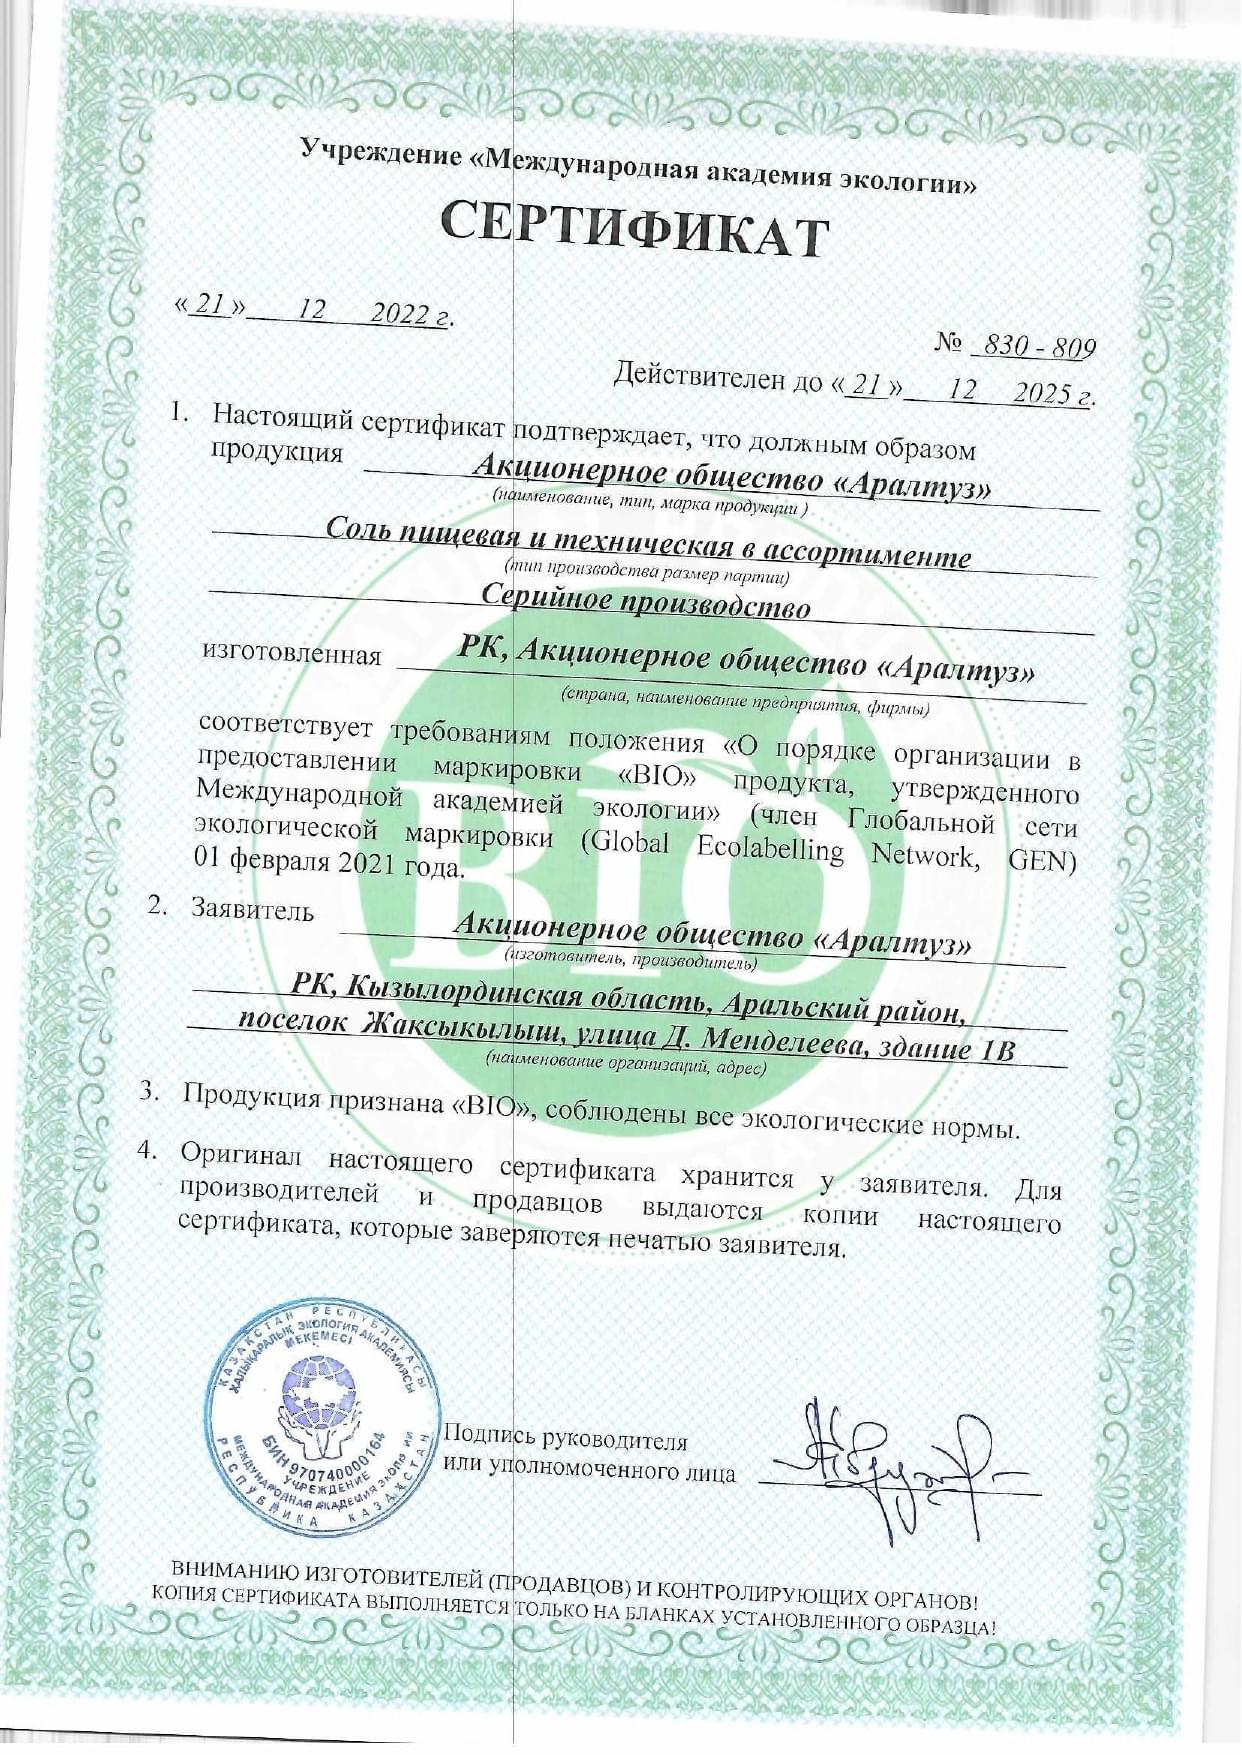 Учреждение «Международная академия экологии»
СЕРТИФИКАТ
«21» 12 2022 г.
№ 830 - 809
Действителен до «21» 12 2025 г.
1. Настоящий сертификат подтверждает, что должным образом
продукция Акционерное общество «Аралтуз»
(наименование, тип, марка продукции )
Соль пищевая и техническая в ассортименте
(тип производства размер партии)
Серийное производство
изготовленная РК, Акционерное общество «Аралтуз»
(страна, наименование предприятия, фирмы)
соответствует требованиям положения «О порядке организации в
предоставлении маркировки «BIO» продукта, утвержденного
Международной академией экологии» (член Глобальной сети
экологической маркировки (Global Ecolabelling Network, GEN)
01 февраля 2021 года.
BIO
2. Заявитель Акционерное общество «Аралтуз»
(изготовитель, производитель)
РК, Кызылординская область, Аральский район,
поселок Жаксыкылыш, улица Д. Менделеева, здание 1В
(наименование организаций, адрес)
3. Продукция признана «BIO», соблюдены все экологические нормы.
4. Оригинал настоящего сертификата хранится у заявителя. Для
производителей и продавцов выдаются копии настоящего
сертификата, которые заверяются печатью заявителя.
ҚАЗАҚСТАН РЕСПУБЛИКАСЫ
ХАЛЫҚАРАЛЫҚ ЭКОЛОГИЯ АКАДЕМИЯСЫ
МЕКЕМЕСІ
БИН 970740000164
УЧРЕЖДЕНИЕ
МЕЖДУНАРОДНАЯ АКАДЕМИЯ ЭКОЛОГИИ
РЕСПУБЛИКА КАЗАХСТАН
Подпись руководителя
или уполномоченного лица
ВНИМАНИЮ ИЗГОТОВИТЕЛЕЙ (ПРОДАВЦОВ) И КОНТРОЛИРУЮЩИХ ОРГАНОВ!
КОПИЯ СЕРТИФИКАТА ВЫПОЛНЯЕТСЯ ТОЛЬКО НА БЛАНКАХ УСТАНОВЛЕННОГО ОБРАЗЦА!